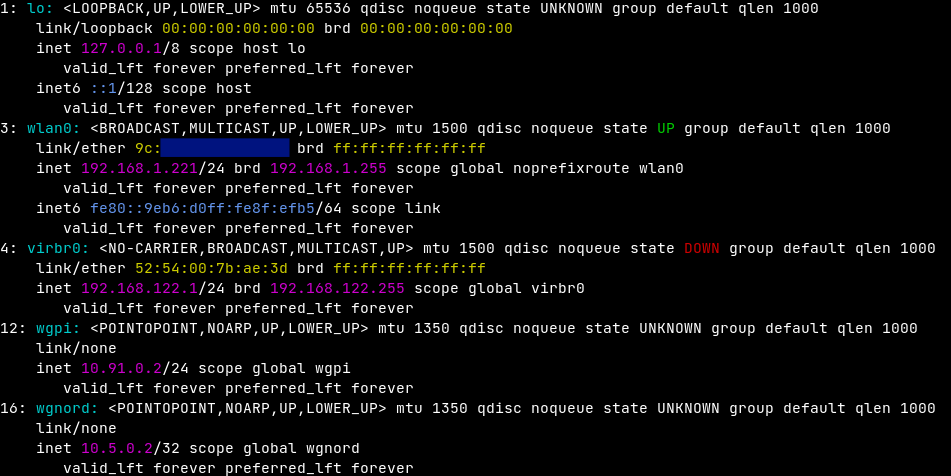 1: lo: <LOOPBACK,UP,LOWER_UP> mtu 65536 qdisc noqueue state UNKNOWN group default qlen 1000
link/loopback 00:00:00:00:00:00 brd 00:00:00:00:00:00
inet 127.0.0.1/8 scope host lo
valid_lft forever preferred_lft forever
inet6 ::1/128 scope host
valid_lft forever preferred_lft forever
3: wlan0: <BROADCAST,MULTICAST,UP,LOWER_UP> mtu 1500 qdisc noqueue state UP group default qlen 1000
link/ether 9c: brd ff:ff:ff:ff:ff:ff
inet 192.168.1.221/24 brd 192.168.1.255 scope global noprefixroute wlan0
valid_lft forever preferred_lft forever
inet6 fe80::9eb6:d0ff:fe8f:efb5/64 scope link
valid_lft forever preferred_lft forever
4: virbr0: <NO-CARRIER,BROADCAST,MULTICAST,UP> mtu 1500 qdisc noqueue state DOWN group default qlen 1000
link/ether 52:54:00:7b:ae:3d brd ff:ff:ff:ff:ff:ff
inet 192.168.122.1/24 brd 192.168.122.255 scope global virbr0
valid_lft forever preferred_lft forever
12: wgpi: <POINTOPOINT,NOARP,UP,LOWER_UP> mtu 1350 qdisc noqueue state UNKNOWN group default qlen 1000
link/none
inet 10.91.0.2/24 scope global wgpi
valid_lft forever preferred_lft forever
16: wgnord: <POINTOPOINT,NOARP,UP,LOWER_UP> mtu 1350 qdisc noqueue state UNKNOWN group default qlen 1000
link/none
inet 10.5.0.2/32 scope global wgnord
valid_lft forever preferred_lft forever